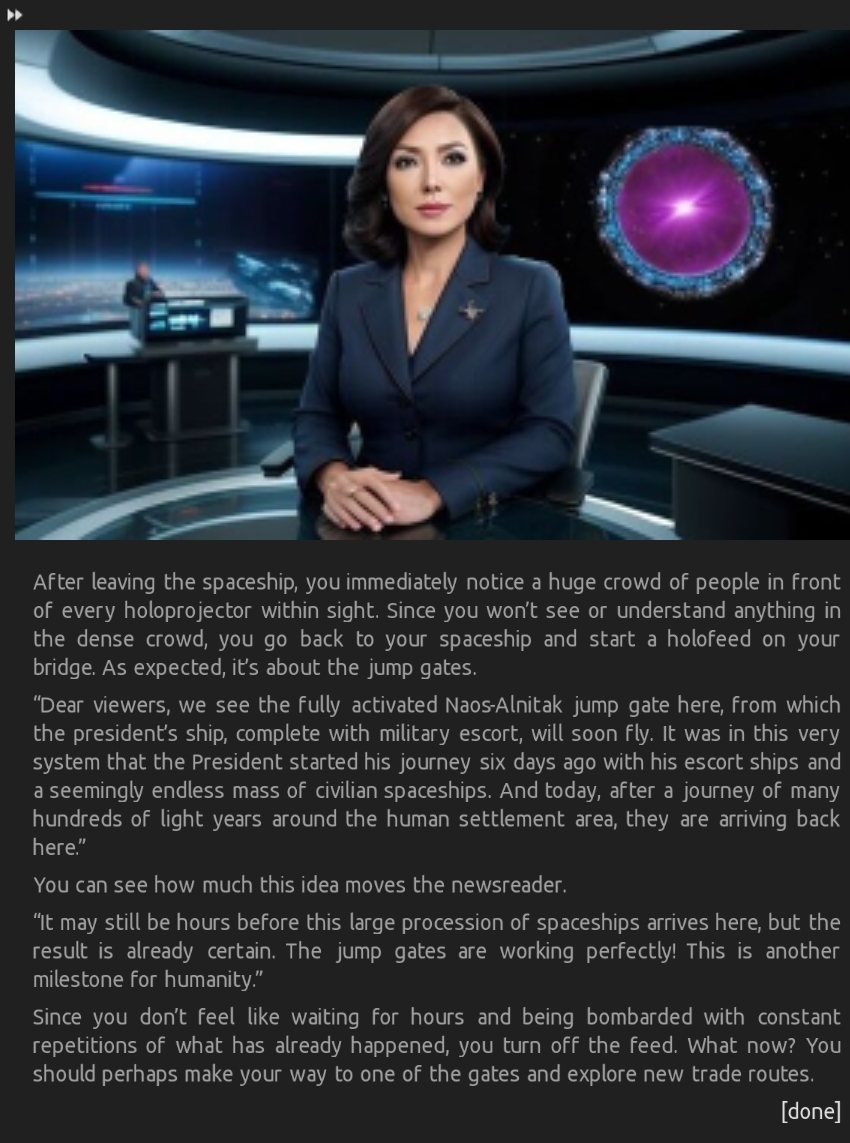 After leaving the spaceship, you immediately notice a huge crowd of people in front
of every holoprojector within sight. Since you won’t see or understand anything in
the dense crowd, you go back to your spaceship and start a holofeed on your
bridge. As expected, it’s about the jump gates.
“Dear viewers, we see the fully activated Naos-Alnitak jump gate here, from which
the president’s ship, complete with military escort, will soon fly. It was in this very
system that the President started his journey six days ago with his escort ships and
a seemingly endless mass of civilian spaceships. And today, after a journey of many
hundreds of light years around the human settlement area, they are arriving back
here.”
You can see how much this idea moves the newsreader.
“It may still be hours before this large procession of spaceships arrives here, but the
result is already certain. The jump gates are working perfectly! This is another
milestone for humanity.”
Since you don’t feel like waiting for hours and being bombarded with constant
repetitions of what has already happened, you turn off the feed. What now? You
should perhaps make your way to one of the gates and explore new trade routes.
[done]